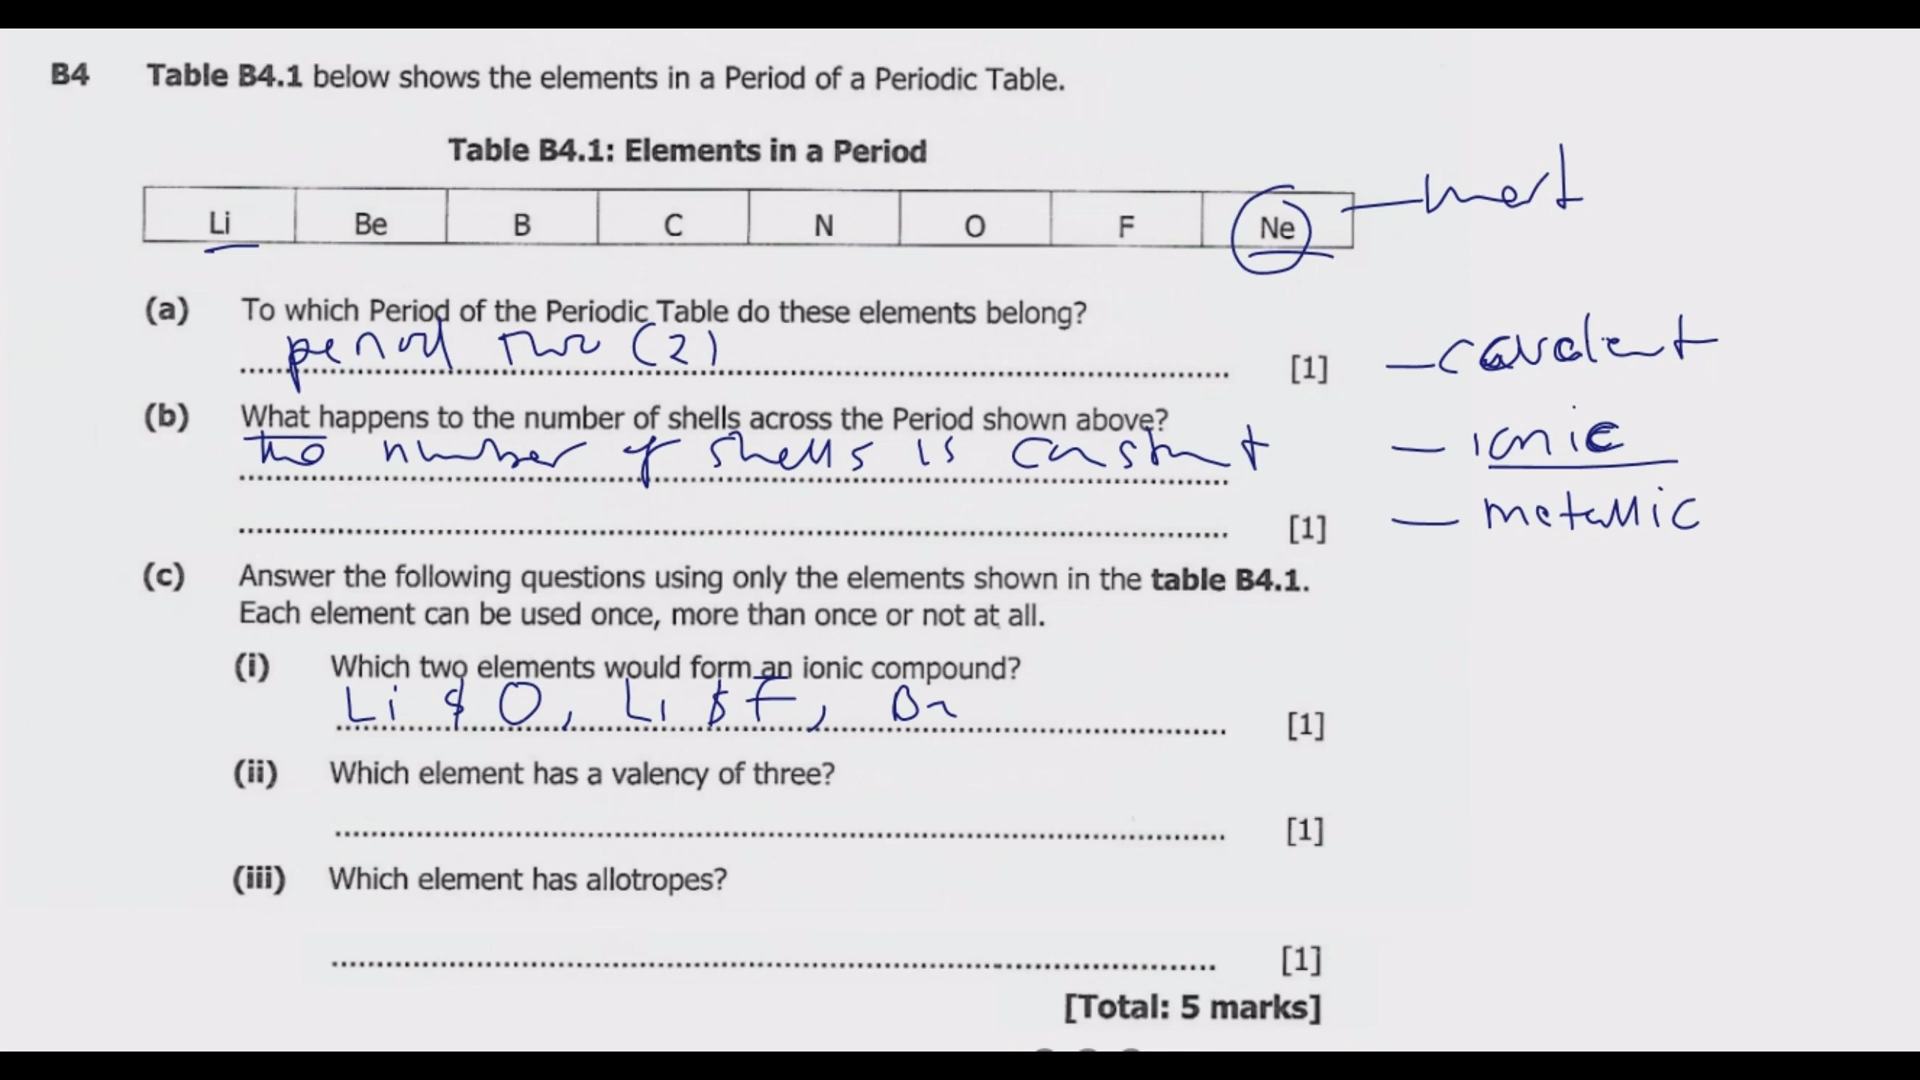 B4 Table B4.1 below shows the elements in a Period of a Periodic Table.
Table B4.1: Elements in a Period
Li Be B C N O F Ne
— inert
(a) To which Period of the Periodic Table do these elements belong?
period two (2)
[1]
— covalent
(b) What happens to the number of shells across the Period shown above?
number of shells is constant
— ionic
[1]
— metallic
(c) Answer the following questions using only the elements shown in the table B4.1.
Each element can be used once, more than once or not at all.
(i) Which two elements would form an ionic compound?
Li $ O, Li $ F,
[1]
(ii) Which element has a valency of three?
[1]
(iii) Which element has allotropes?
[1]
[Total: 5 marks]